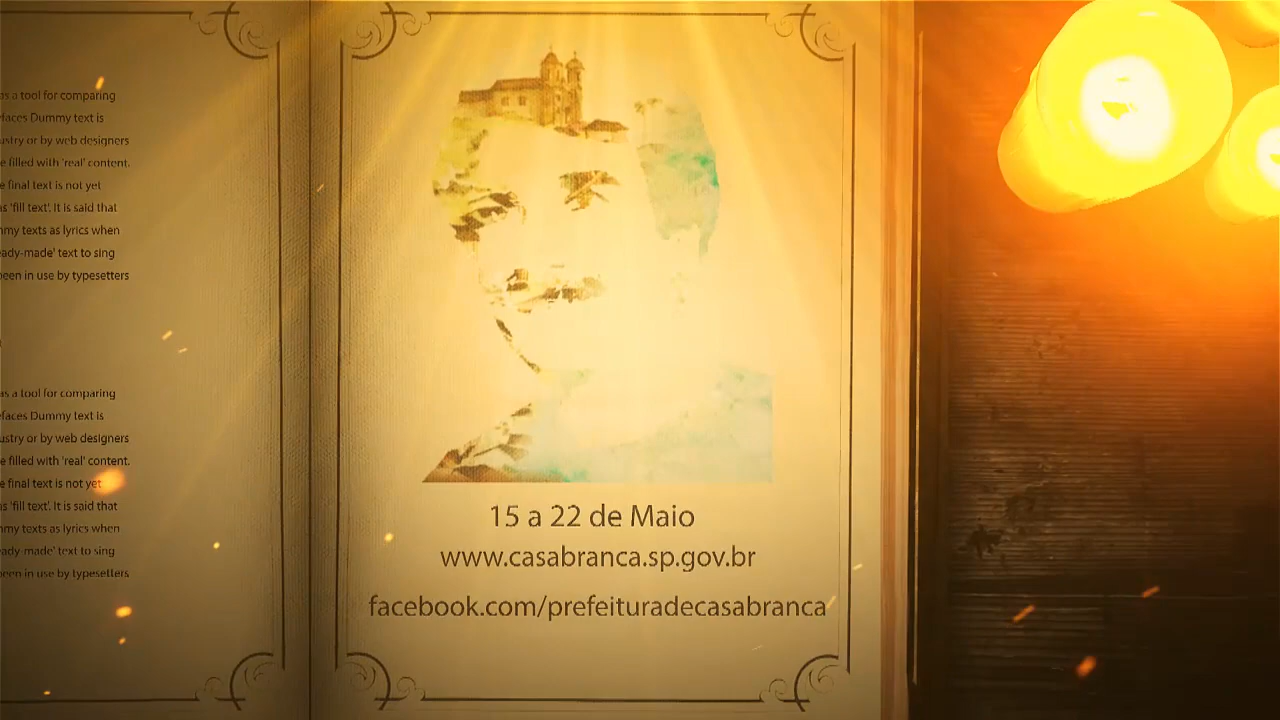 as a tool for comparing
faces Dummy text is
ustry or by web designers
e filled with 'real' content.
e final text is not yet
as 'fill text'. It is said that
my texts as lyrics when
eady-made' text to sing
been in use by typesetters
as a tool for comparing
efaces Dummy text is
ustry or by web designers
e filled with 'real' content.
e final text is not yet
as 'fill text'. It is said that
my texts as lyrics when
eady-made' text to sing
been in use by typesetters
15 a 22 de Maio
www.casabranca.sp.gov.br
facebook.com/prefeituradecasabranca